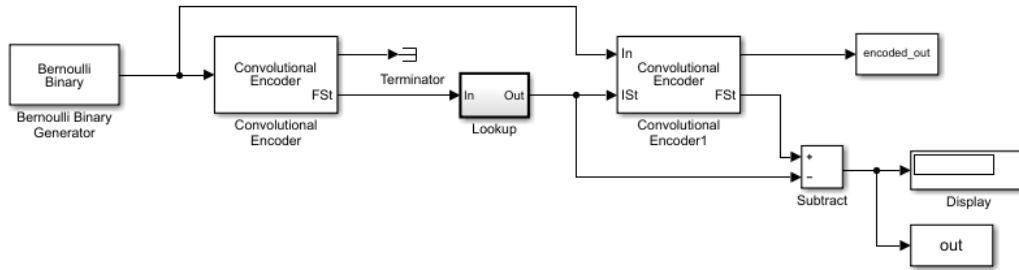 Bernoulli
Binary
Bernoulli Binary
Generator
Convolutional
Encoder
FSt
Convolutional
Encoder
Terminator
In
Out
Lookup
In
Convolutional
Encoder
ISt
FSt
Convolutional
Encoder1
encoded_out
+
−
Subtract
Display
out